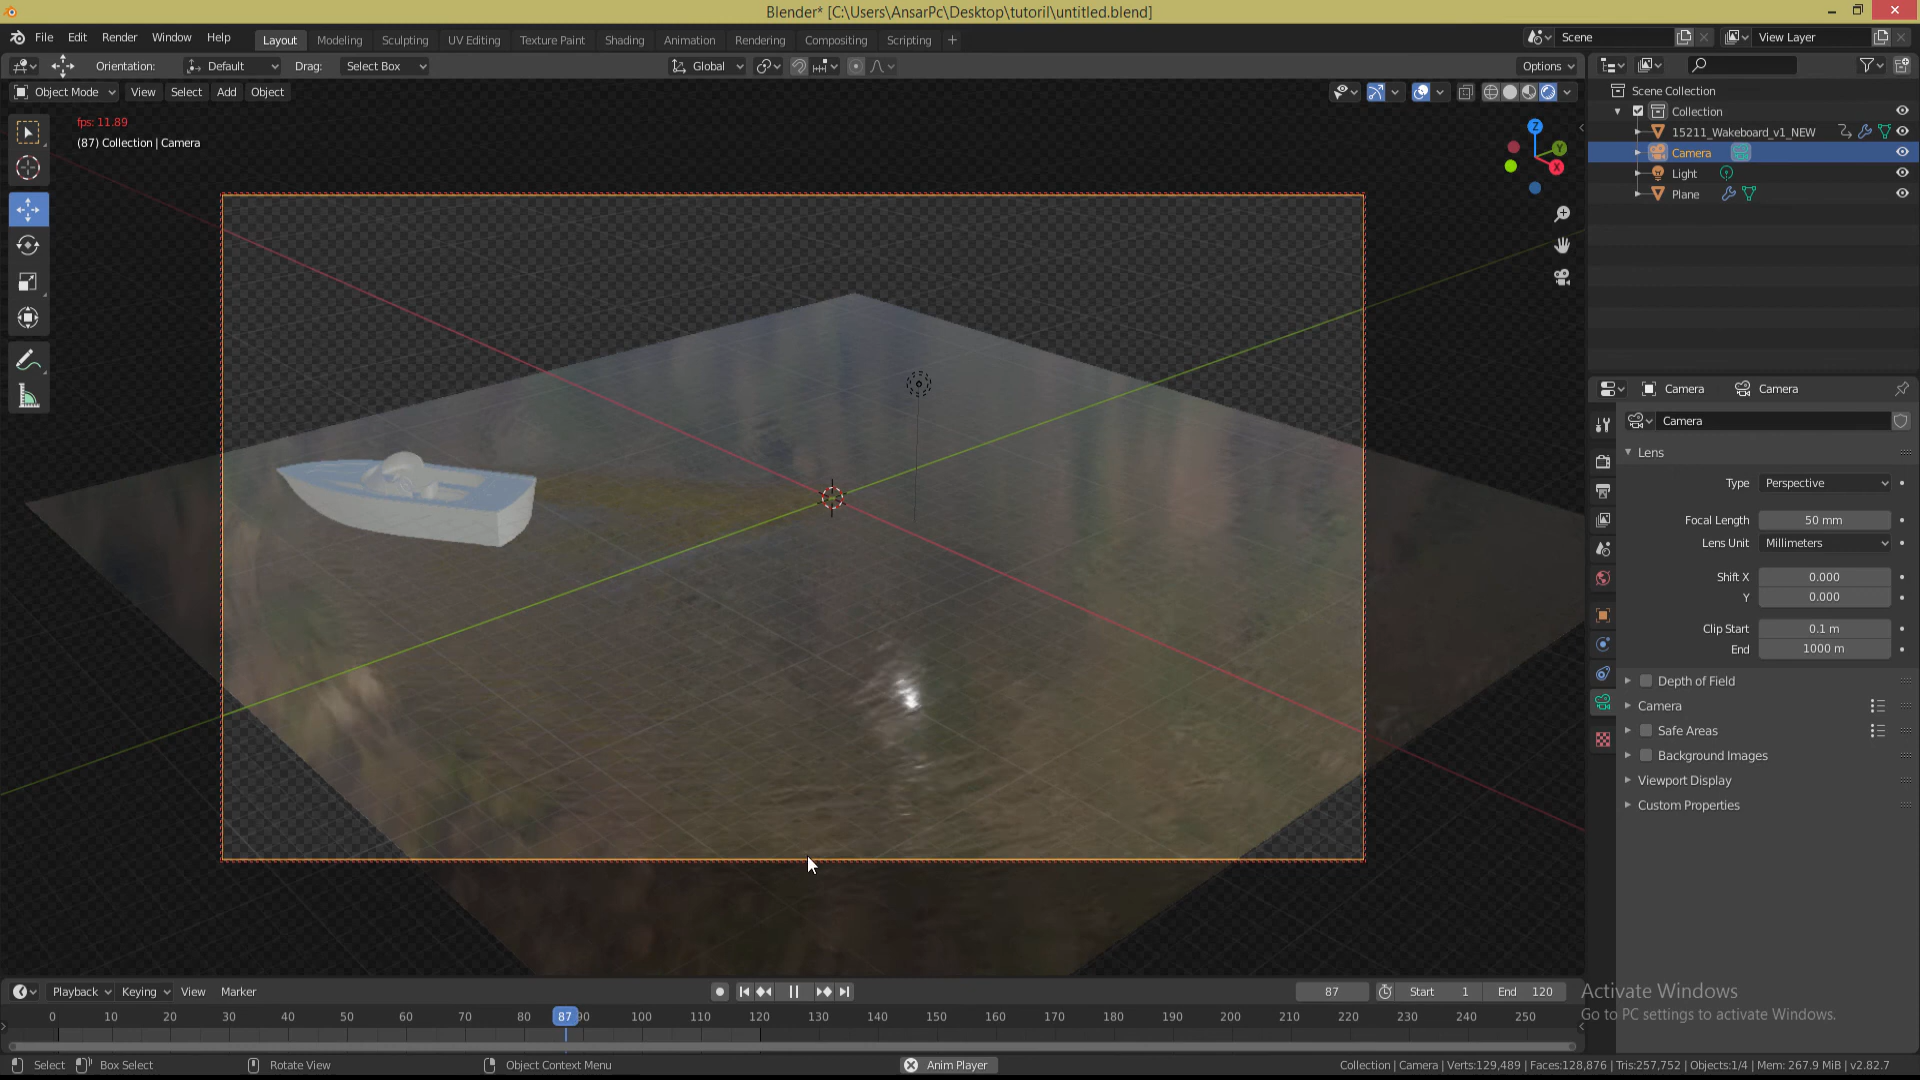 Blender* [C:\Users\AnsarPc\Desktop\tutoril\untitled.blend]
File Edit Render Window Help
Layout Modeling Sculpting UV Editing Texture Paint Shading Animation Rendering Compositing Scripting +
Scene
View Layer
Orientation: Default Drag: Select Box
Global
Options
Object Mode View Select Add Object
fps: 11.89
(87) Collection | Camera
Z
Y
X
Scene Collection
Collection
15211_Wakeboard_v1_NEW
Camera
Light
Plane
Camera Camera
Camera
Lens
Type Perspective
Focal Length 50 mm
Lens Unit Millimeters
Shift X 0.000
Y 0.000
Clip Start 0.1 m
End 1000 m
Depth of Field
Camera
Safe Areas
Background Images
Viewport Display
Custom Properties
Activate Windows
Go to PC settings to activate Windows.
Playback Keying View Marker
87 Start 1 End 120
0 10 20 30 40 50 60 70 80 87 90 100 110 120 130 140 150 160 170 180 190 200 210 220 230 240 250
Select Box Select Rotate View Object Context Menu Anim Player
Collection | Camera | Verts:129,489 | Faces:128,876 | Tris:257,752 | Objects:1/4 | Mem: 267.9 MiB | v2.82.7